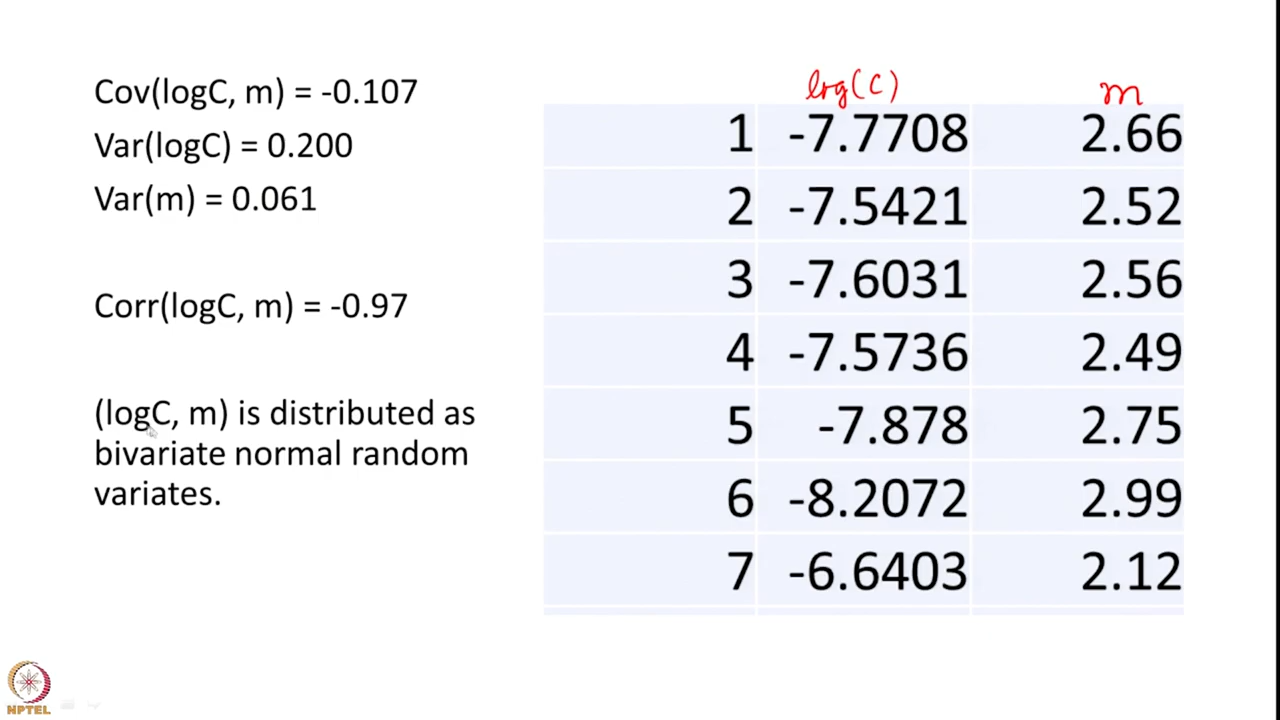 Cov(logC, m) = -0.107
Var(logC) = 0.200
Var(m) = 0.061
Corr(logC, m) = -0.97
(logC, m) is distributed as
bivariate normal random
variates.
log(C) m
1 -7.7708 2.66
2 -7.5421 2.52
3 -7.6031 2.56
4 -7.5736 2.49
5 -7.878 2.75
6 -8.2072 2.99
7 -6.6403 2.12
NPTEL